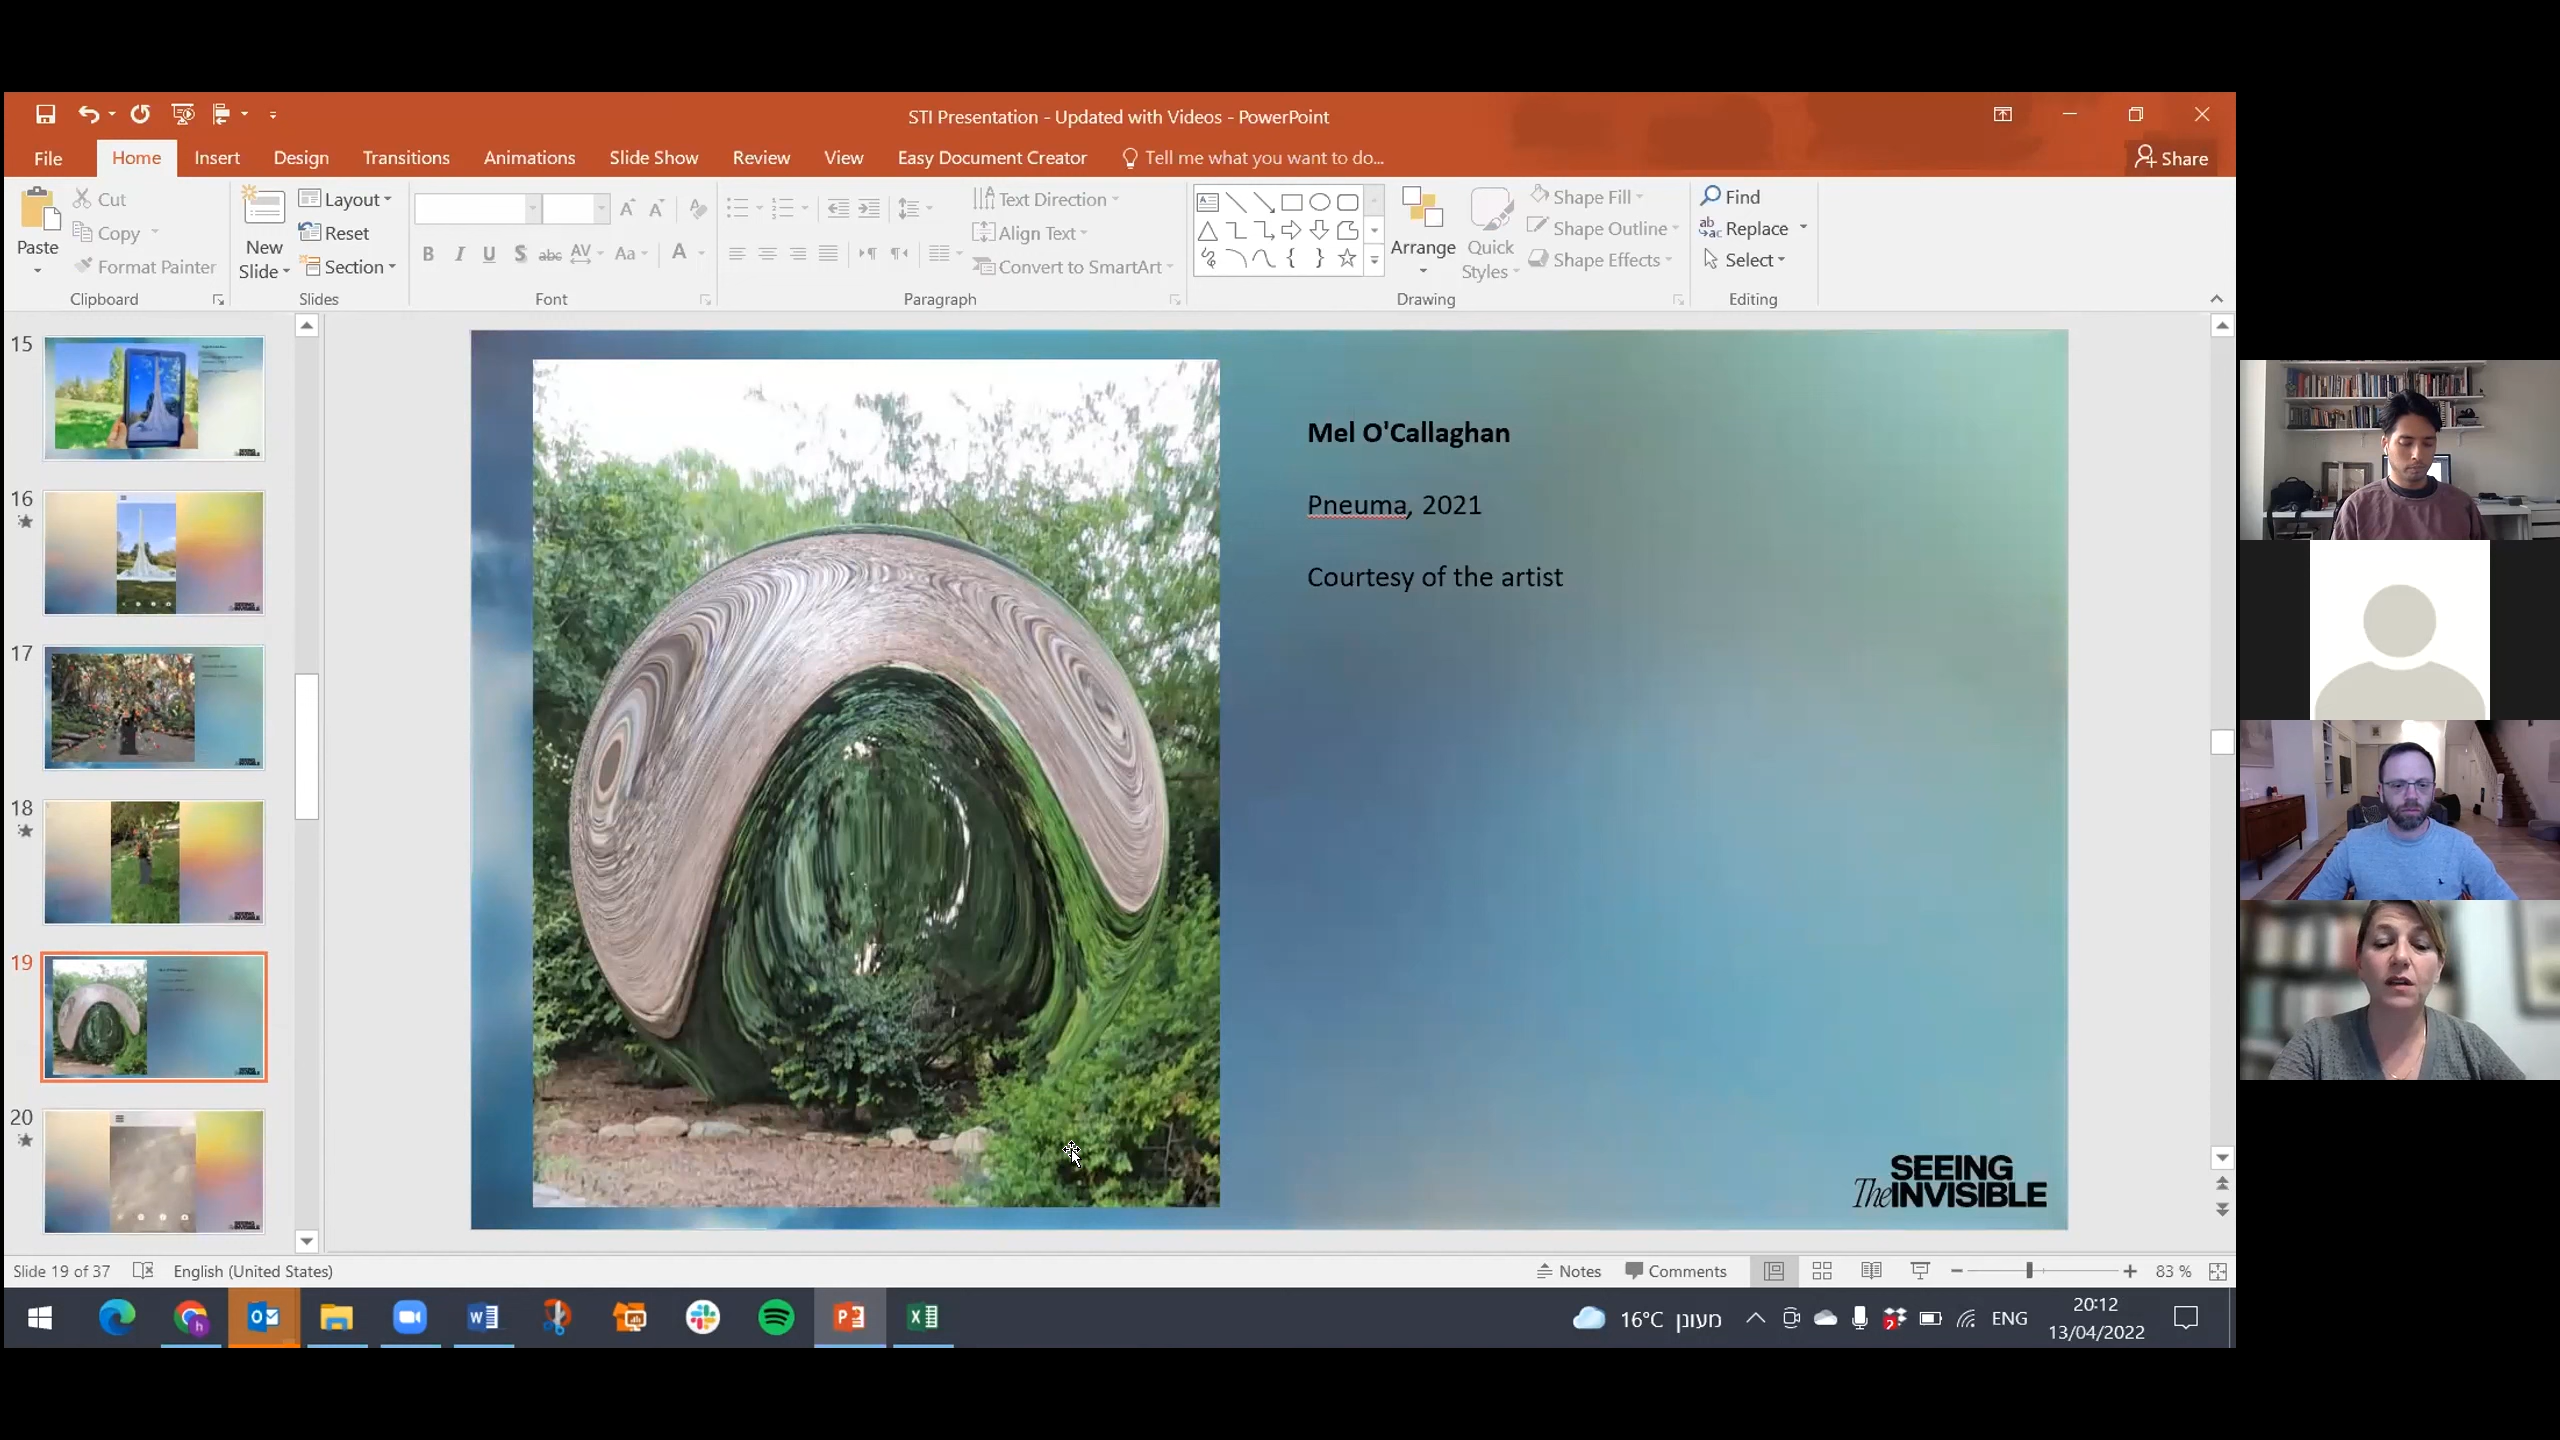 STI Presentation - Updated with Videos - PowerPoint
File
Home
Insert
Design
Transitions
Animations
Slide Show
Review
View
Easy Document Creator
Tell me what you want to do...
Share
Paste
Cut
Copy
Format Painter
Clipboard
New
Slide
Layout
Reset
Section
Slides
B I U S abc AV Aa A
Font
Text Direction
Align Text
Convert to SmartArt
Paragraph
Arrange
Quick
Styles
Shape Fill
Shape Outline
Shape Effects
Drawing
Find
Replace
Select
Editing
15
16
17
18
19
20
Mel O'Callaghan
Pneuma, 2021
Courtesy of the artist
SEEING
The INVISIBLE
Slide 19 of 37
English (United States)
Notes
Comments
83 %
16°C מעונן
ENG
20:12
13/04/2022